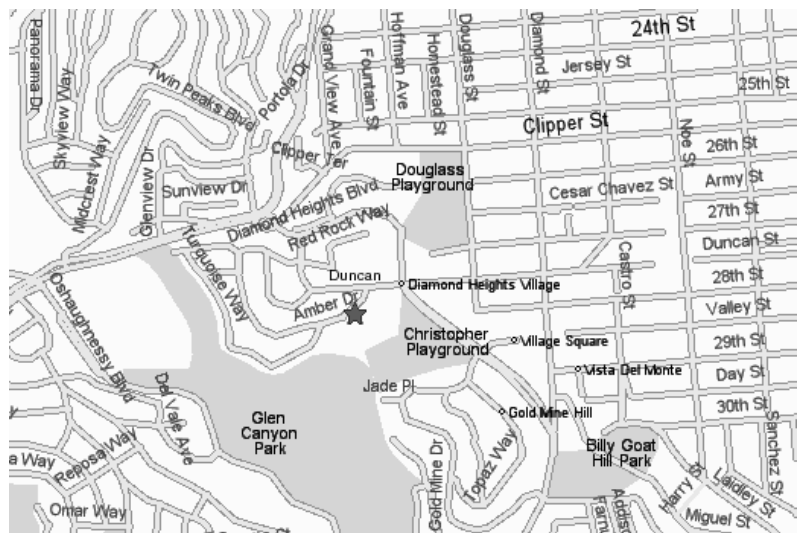 24th St
Jersey St
25th St
Clipper St
26th St
Army St
Cesar Chavez St
27th St
Duncan St
28th St
Valley St
29th St
Day St
30th St
Panorama Dr
Skyview Way
Midcrest Way
Twin Peaks Blvd
Portola Dr
Grand View Ave
Fountain St
Hoffman Ave
Homestead St
Douglass St
Diamond St
Noe St
Castro St
Sanchez St
Glenview Dr
Sunview Dr
Clipper Ter
Diamond Heights Blvd
Red Rock Way
Turquoise Way
Duncan
Amber Dr
Douglass
Playground
Diamond Heights Village
Christopher
Playground
Village Square
Vista Del Monte
Jade Pl
Gold Mine Hill
Topaz Way
Gold Mine Dr
Billy Goat
Hill Park
Harry St
Laidley St
Miguel St
Addiso
Farnu
Oshaughnessy Blvd
Del Vale Ave
Glen
Canyon
Park
Reposa Way
a Way
Omar Way